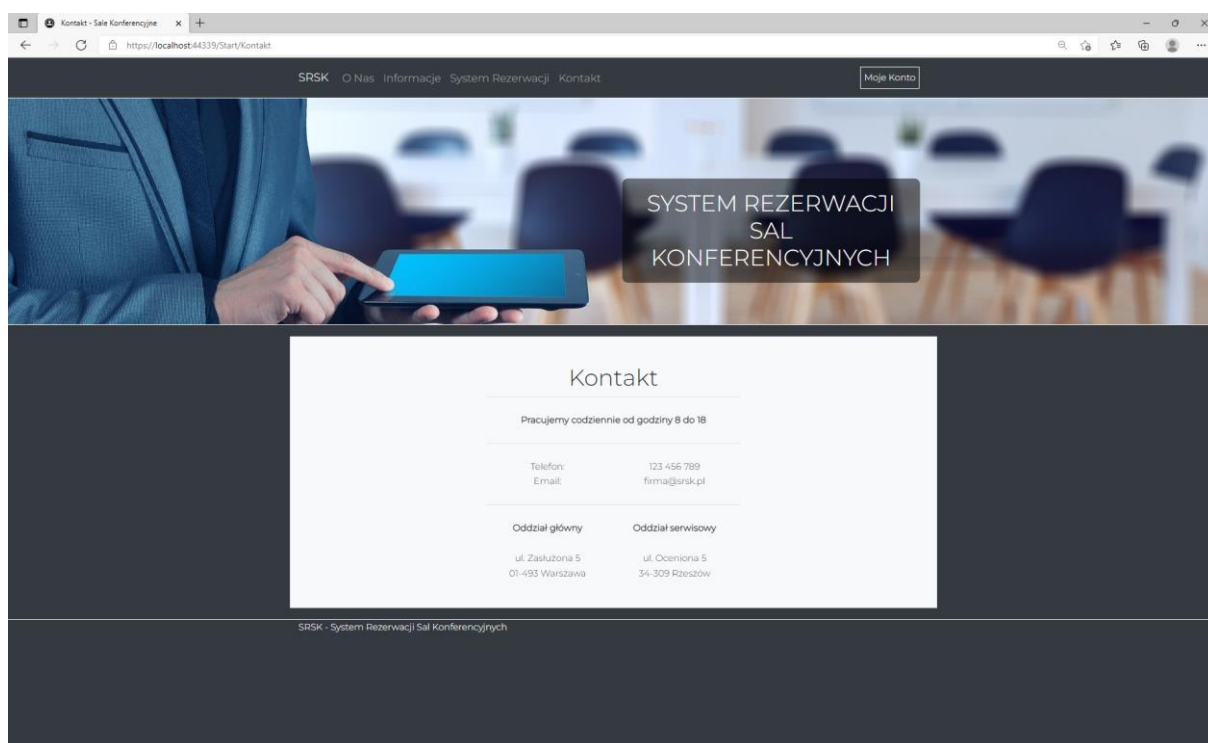 Kontakt - Sale Konferencyjne
https://localhost:44339/Start/Kontakt
SRSK O Nas Informacje System Rezerwacji Kontakt Moje Konto
SYSTEM REZERWACJI
SAL
KONFERENCYJNYCH
Kontakt
Pracujemy codziennie od godziny 8 do 18
Telefon: 123 456 789
Email: firma@srsk.pl
Oddział główny Oddział serwisowy
ul. Zasłużona 5 ul. Oceniona 5
01-493 Warszawa 34-309 Rzeszów
SRSK - System Rezerwacji Sal Konferencyjnych